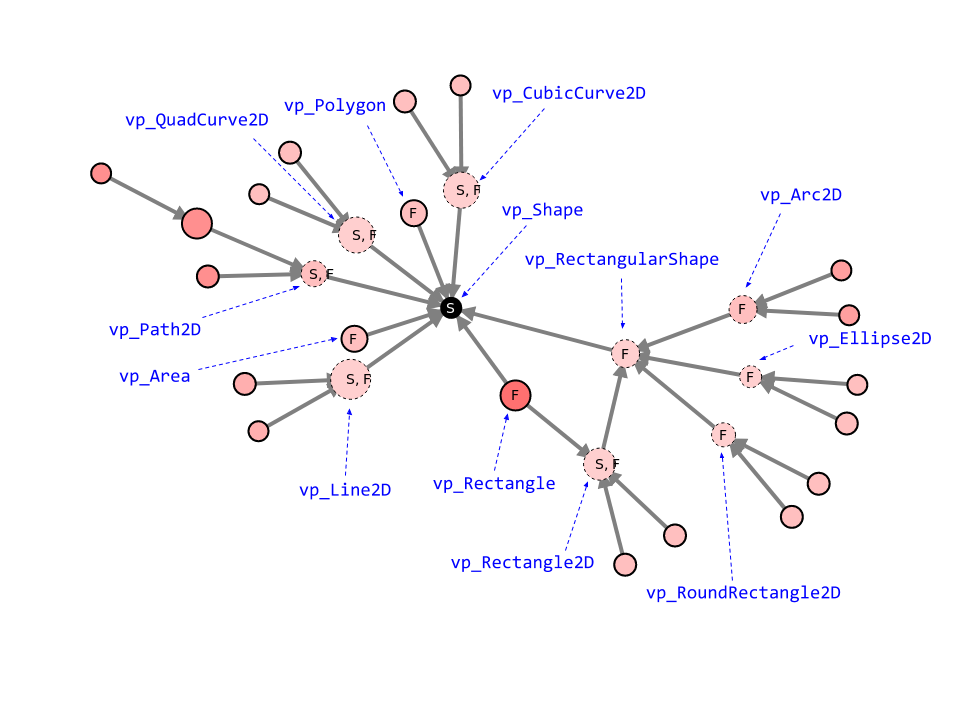 vp_CubicCurve2D
vp_Polygon
vp_QuadCurve2D
S, F
vp_Arc2D
F
vp_Shape
S, F
vp_RectangularShape
S, F
S
F
vp_Path2D
F
vp_Ellipse2D
F
vp_Area
S, F
F
F
F
vp_Line2D
vp_Rectangle
S, F
vp_Rectangle2D
vp_RoundRectangle2D